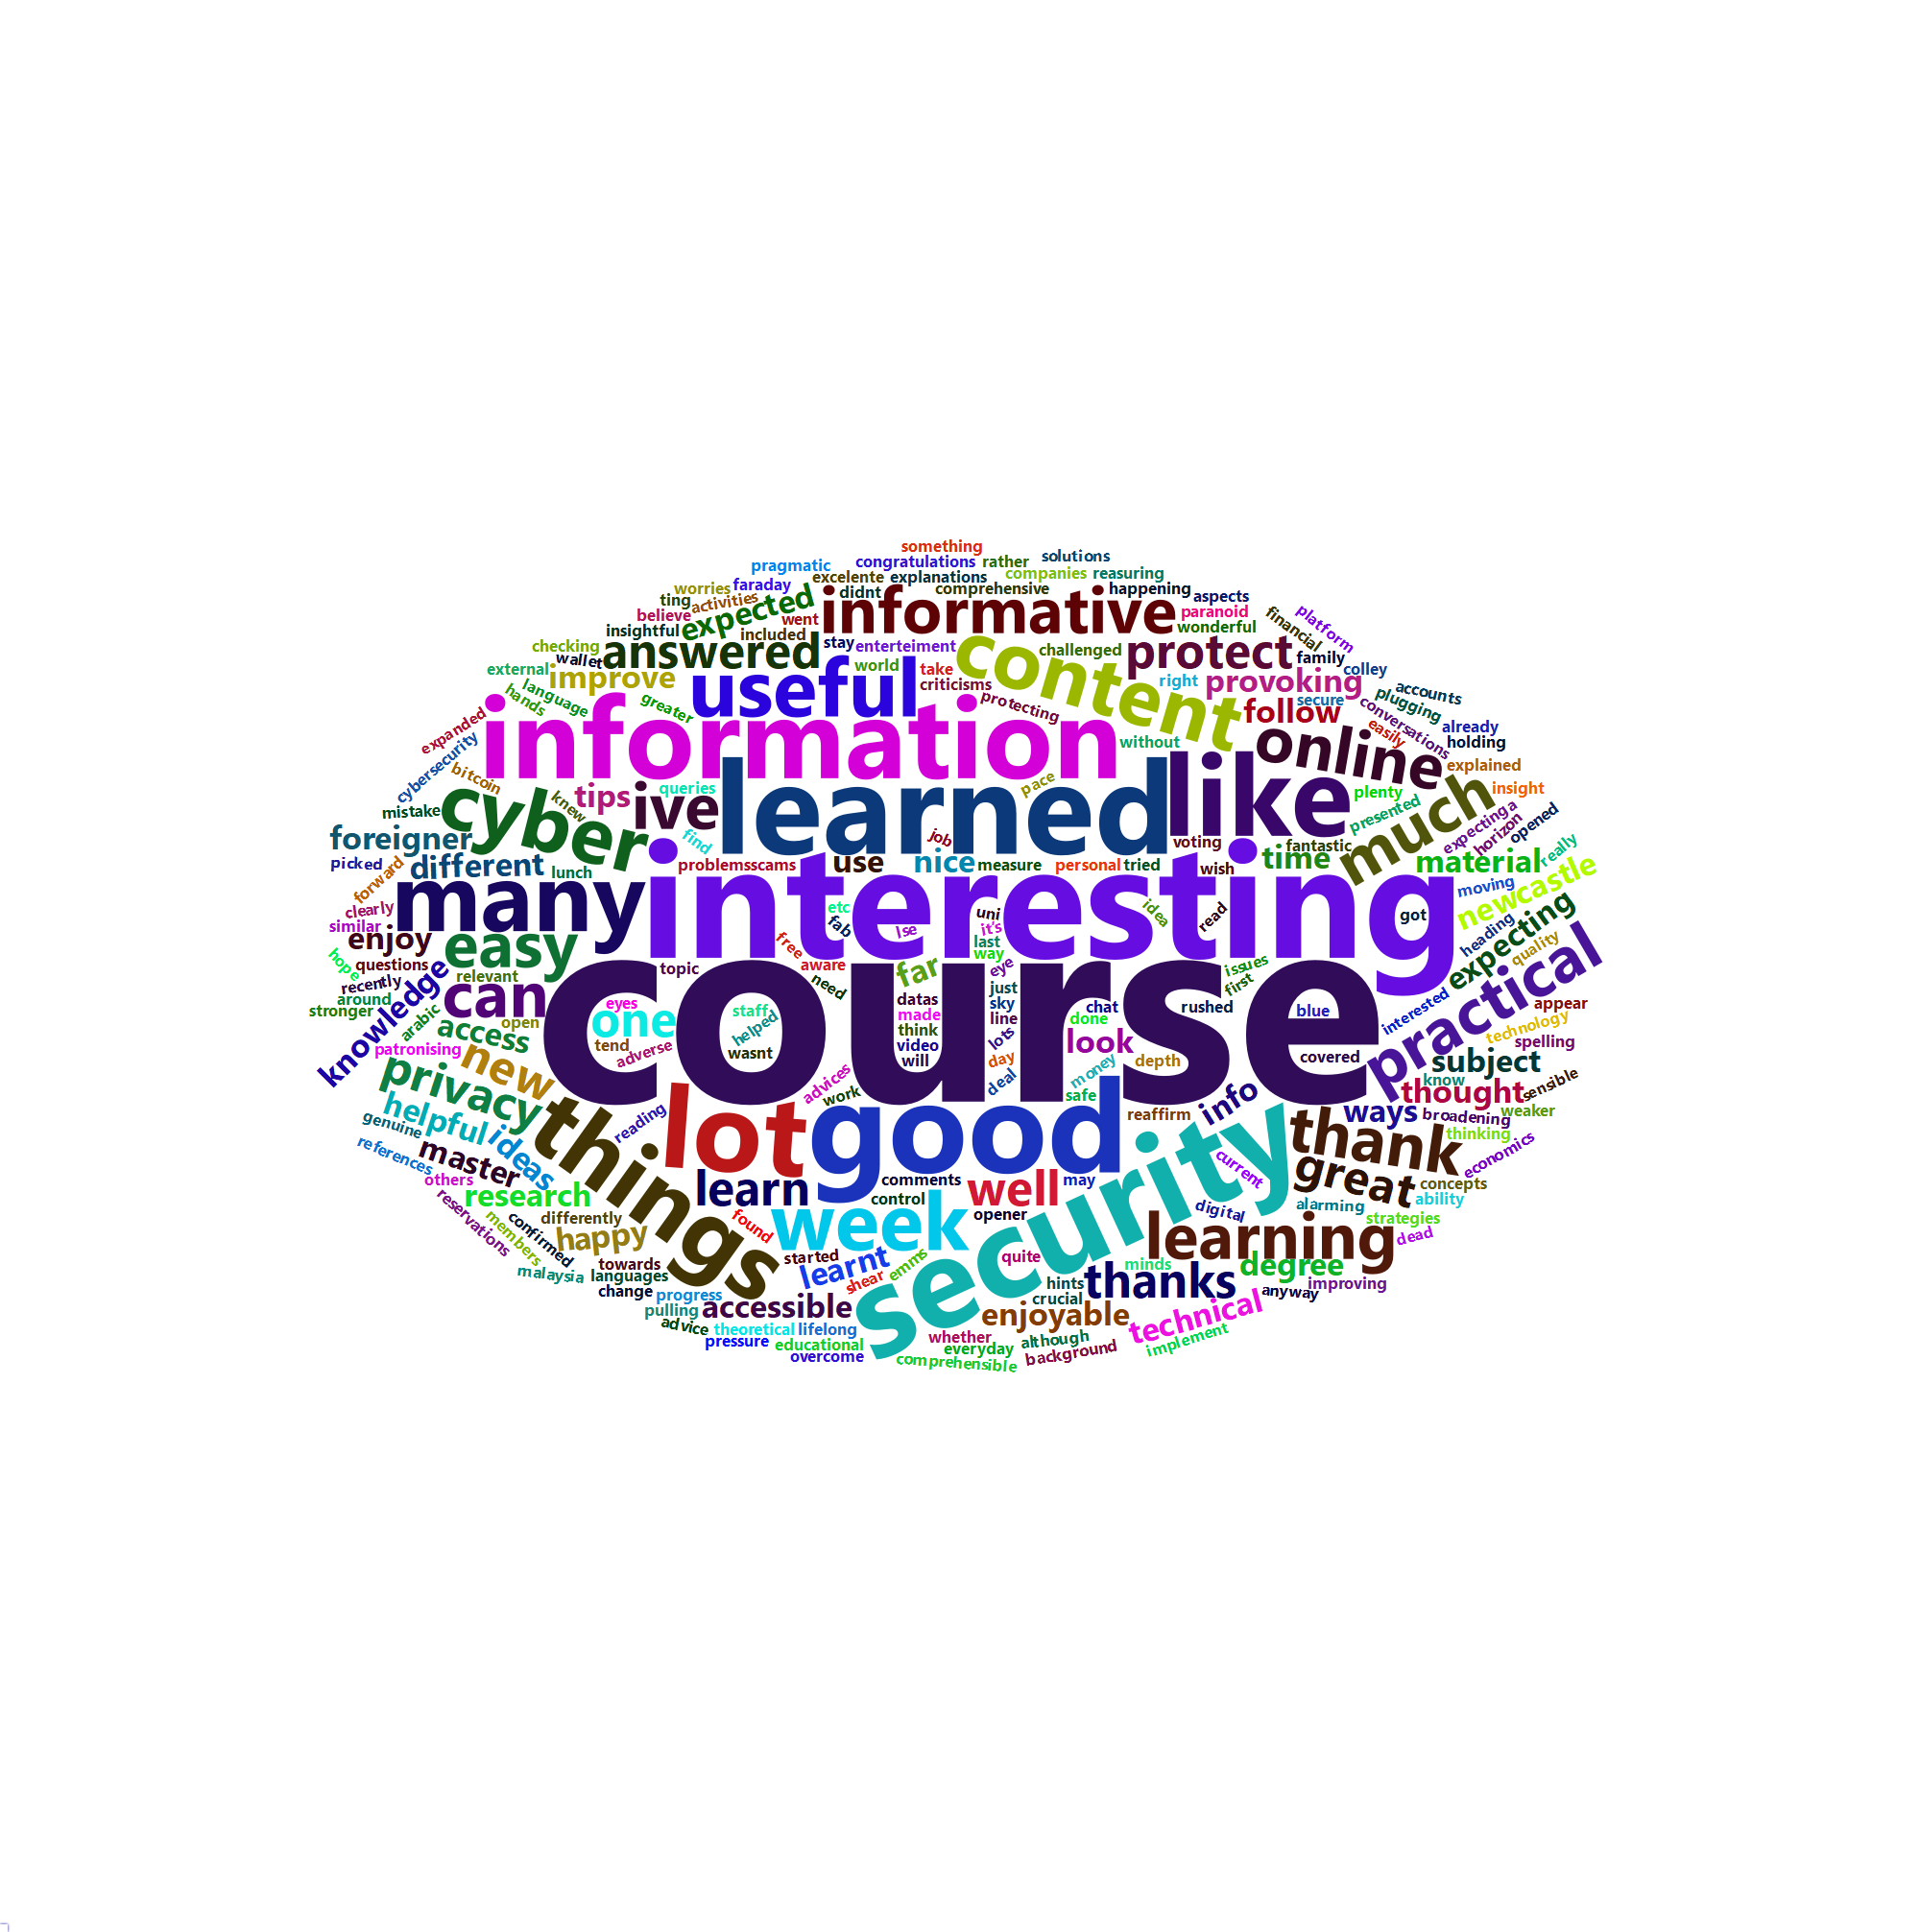 something
congratulations rather solutions
pragmatic
excelente explanations companies reasuring
worries faraday didnt comprehensive happening aspects
ting activities expected went informative paranoid financial platform
believe
insightful included wonderful
checking wallet answered stay enterteiment content challenged protect family colley
external improve useful world take right provoking accounts
criticisms secure plugging
hands language greater protecting follow conversations already
expanded information without online easily holding
cybersecurity bitcoin explained
cyber knew tips ive queries learned pace like plenty insight
mistake presented much expectinga horizon opened
foreigner find job voting fantastic really
picked forward different lunch problemsscams use nice measure personal tried wish time material
many interesting moving newcastle
clearly etc fab lse uni it's idea read got heading expecting
similar enjoy easy free last quality
hope questions relevant topic aware far way eye issues practical
recently knowledge can need just first
around eyes staff datas sky chat rushed blue interested appear
stronger arabic access open one helped made line done technology
patronising tend adverse wasnt think lots look covered spelling
new course video depth subject
privacy will day money know
advices work deal safe thought sensible
genuine helpful things reading lot good reaffirm info ways broadening weaker
references ideas thank thinking economics
master current great concepts
others research learn comments well may alarming ability
reservations members confirmed differently control digital strategies
happy found week opener security learning dead
towards started quite minds degree
malaysia languages learnt shear emms hints thanks improving
change progress crucial anyway
pulling accessible enjoyable technical
advice theoretical lifelong whether although implement
pressure educational everyday background
overcome comprehensible